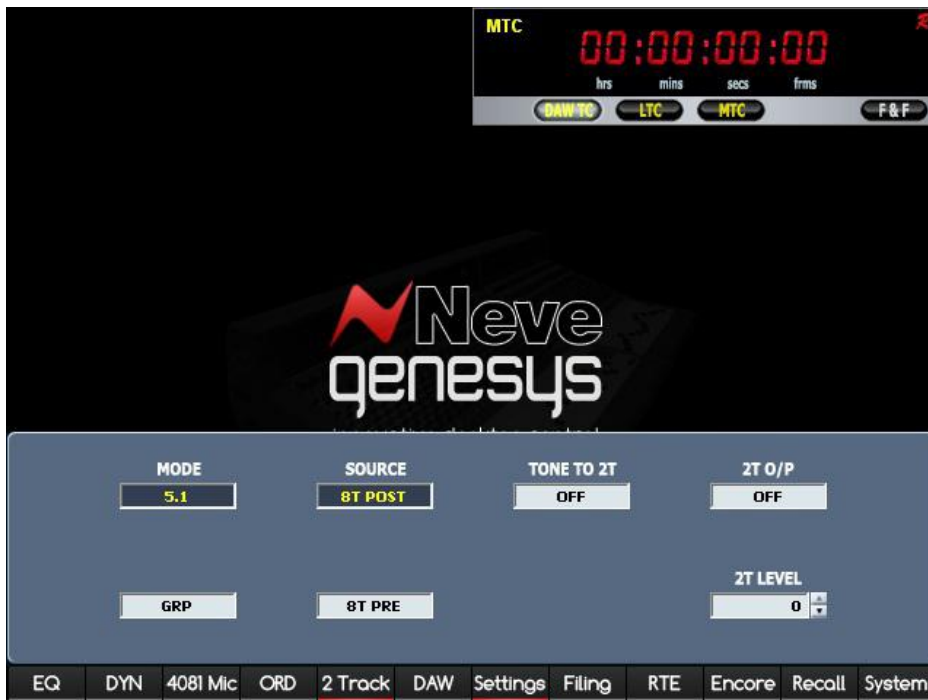 MTC
00:00:00:00
hrs mins secs frms
DAW TC LTC MTC F & F
Neve
genesys
MODE SOURCE TONE TO 2T 2T O/P
5.1 8T POST OFF OFF
2T LEVEL
GRP 8T PRE 0
EQ DYN 4081 Mic ORD 2 Track DAW Settings Filing RTE Encore Recall System